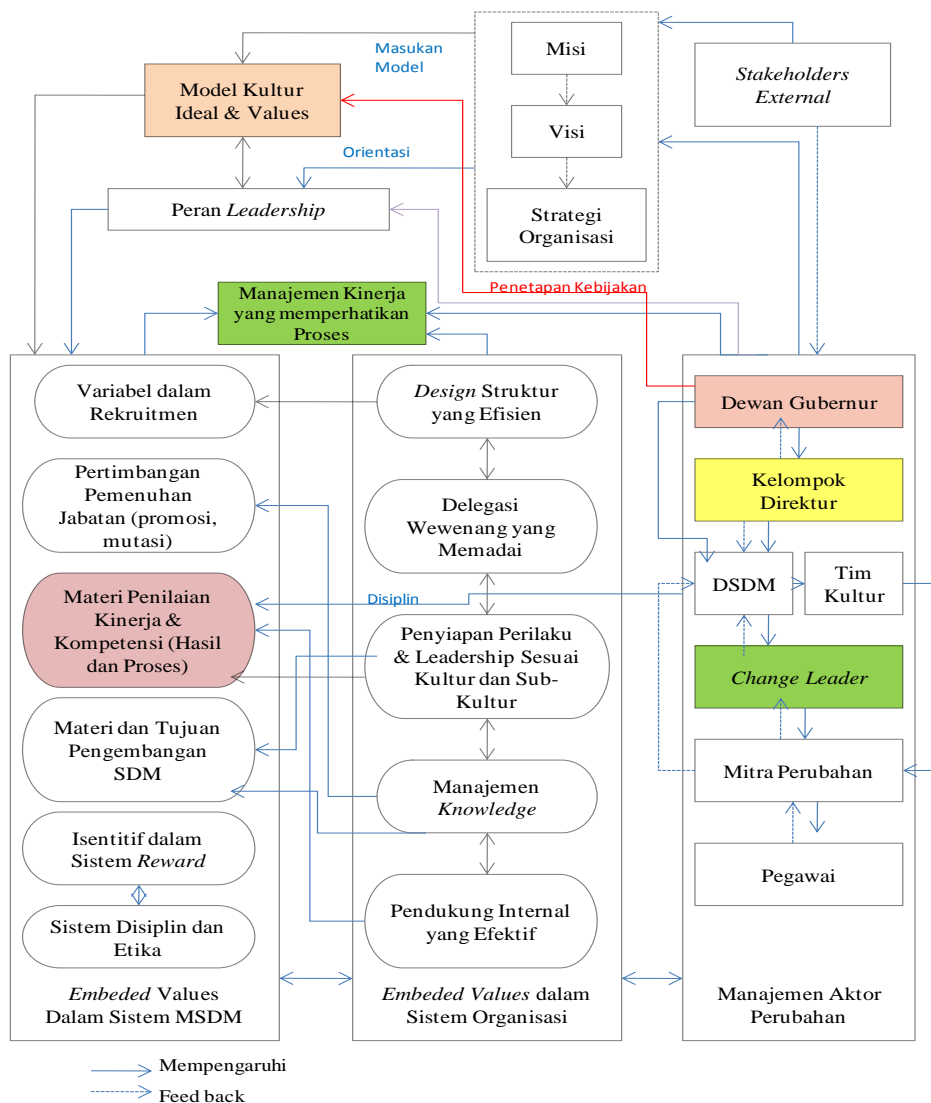 Masukan
Model
Misi
Stakeholders
External
Model Kultur
Ideal & Values
Visi
Orientasi
Peran Leadership
Strategi
Organisasi
Penetapan Kebijakan
Manajemen Kinerja
yang memperhatikan
Proses
Variabel dalam
Rekruitmen
Pertimbangan
Pemenuhan
Jabatan (promosi,
mutasi)
Materi Penilaian
Kinerja &
Kompetensi (Hasil
dan Proses)
Materi dan Tujuan
Pengembangan
SDM
Isentitif dalam
Sistem Reward
Sistem Disiplin dan
Etika
Embeded Values
Dalam Sistem MSDM
Design Struktur
yang Efisien
Delegasi
Wewenang yang
Memadai
Disiplin
Penyiapan Perilaku
& Leadership Sesuai
Kultur dan Sub-
Kultur
Manajemen
Knowledge
Pendukung Internal
yang Efektif
Embeded Values dalam
Sistem Organisasi
Dewan Gubernur
Kelompok
Direktur
DSDM
Tim
Kultur
Change Leader
Mitra Perubahan
Pegawai
Manajemen Aktor
Perubahan
Mempengaruhi
Feed back